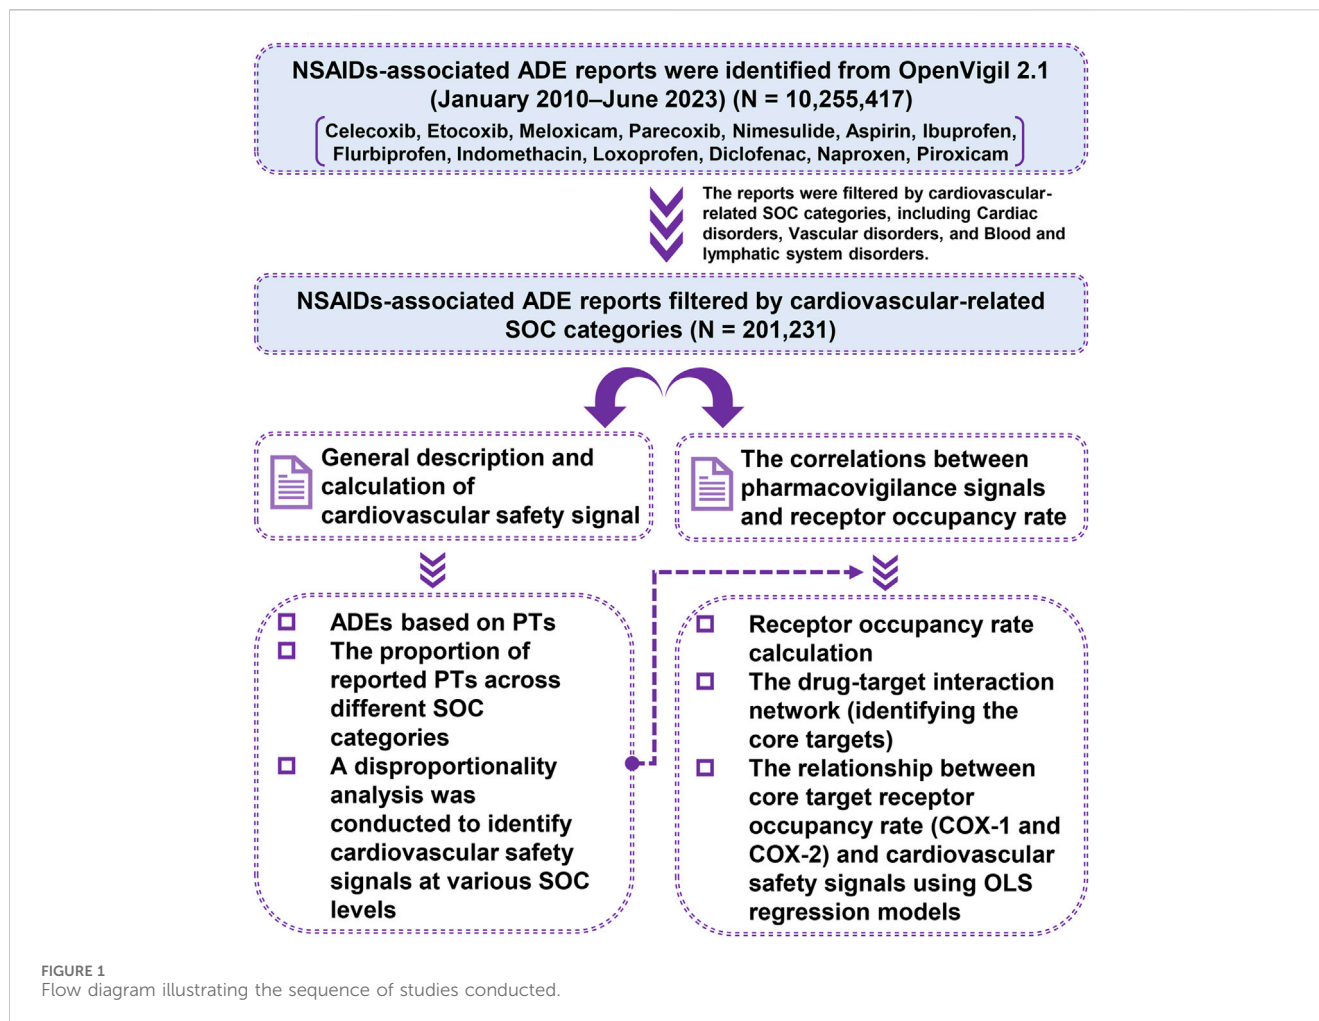 NSAIDs-associated ADE reports were identified from OpenVigil 2.1
(January 2010–June 2023) (N = 10,255,417)
Celecoxib, Etocoxib, Meloxicam, Parecoxib, Nimesulide, Aspirin, Ibuprofen,
Flurbiprofen, Indomethacin, Loxoprofen, Diclofenac, Naproxen, Piroxicam
The reports were filtered by cardiovascular-
related SOC categories, including Cardiac
disorders, Vascular disorders, and Blood and
lymphatic system disorders.
NSAIDs-associated ADE reports filtered by cardiovascular-related
SOC categories (N = 201,231)
General description and
calculation of
cardiovascular safety signal
The correlations between
pharmacovigilance signals
and receptor occupancy rate
ADEs based on PTs
The proportion of
reported PTs across
different SOC
categories
A disproportionality
analysis was
conducted to identify
cardiovascular safety
signals at various SOC
levels
Receptor occupancy rate
calculation
The drug-target interaction
network (identifying the
core targets)
The relationship between
core target receptor
occupancy rate (COX-1 and
COX-2) and cardiovascular
safety signals using OLS
regression models
FIGURE 1
Flow diagram illustrating the sequence of studies conducted.